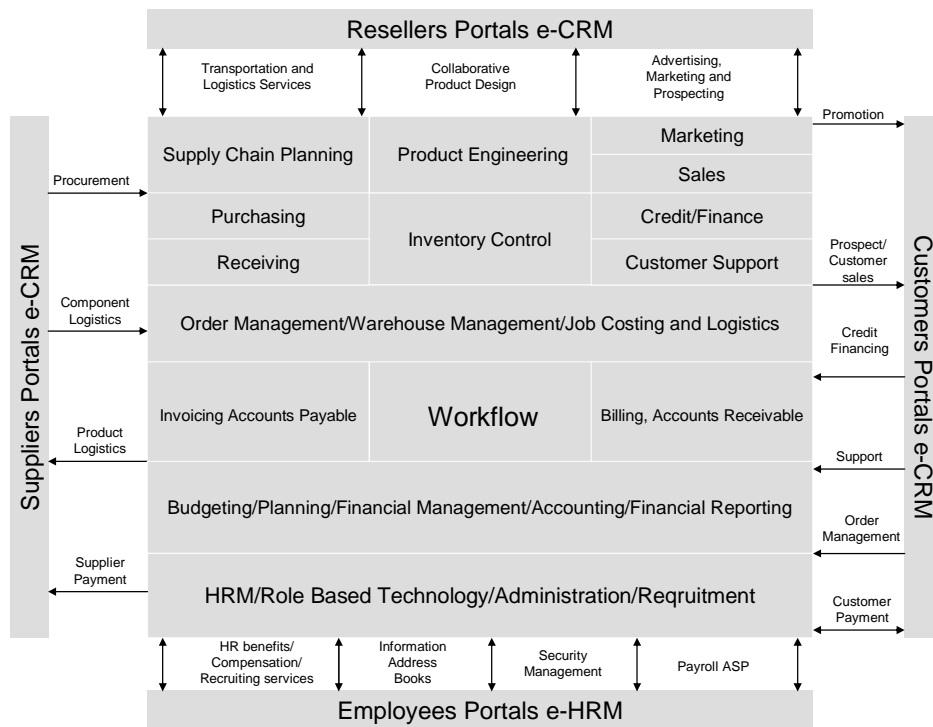 Resellers Portals e-CRM
Transportation and
Logistics Services
Collaborative
Product Design
Advertising,
Marketing and
Prospecting
Suppliers Portals e-CRM
Procurement
Component
Logistics
Product
Logistics
Supplier
Payment
Supply Chain Planning
Product Engineering
Marketing
Sales
Purchasing
Receiving
Inventory Control
Credit/Finance
Customer Support
Order Management/Warehouse Management/Job Costing and Logistics
Invoicing Accounts Payable
Workflow
Billing, Accounts Receivable
Budgeting/Planning/Financial Management/Accounting/Financial Reporting
HRM/Role Based Technology/Administration/Reqruitment
Promotion
Prospect/
Customer
sales
Credit
Financing
Support
Order
Management
Customer
Payment
Customers Portals e-CRM
HR benefits/
Compensation/
Recruiting services
Information
Address
Books
Security
Management
Payroll ASP
Employees Portals e-HRM